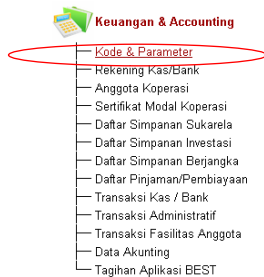 Keuangan & Accounting
Kode & Parameter
Rekening Kas/Bank
Anggota Koperasi
Sertifikat Modal Koperasi
Daftar Simpanan Sukarela
Daftar Simpanan Investasi
Daftar Simpanan Berjangka
Daftar Pinjaman/Pembiayaan
Transaksi Kas / Bank
Transaksi Administratif
Transaksi Fasilitas Anggota
Data Akunting
Tagihan Aplikasi BEST